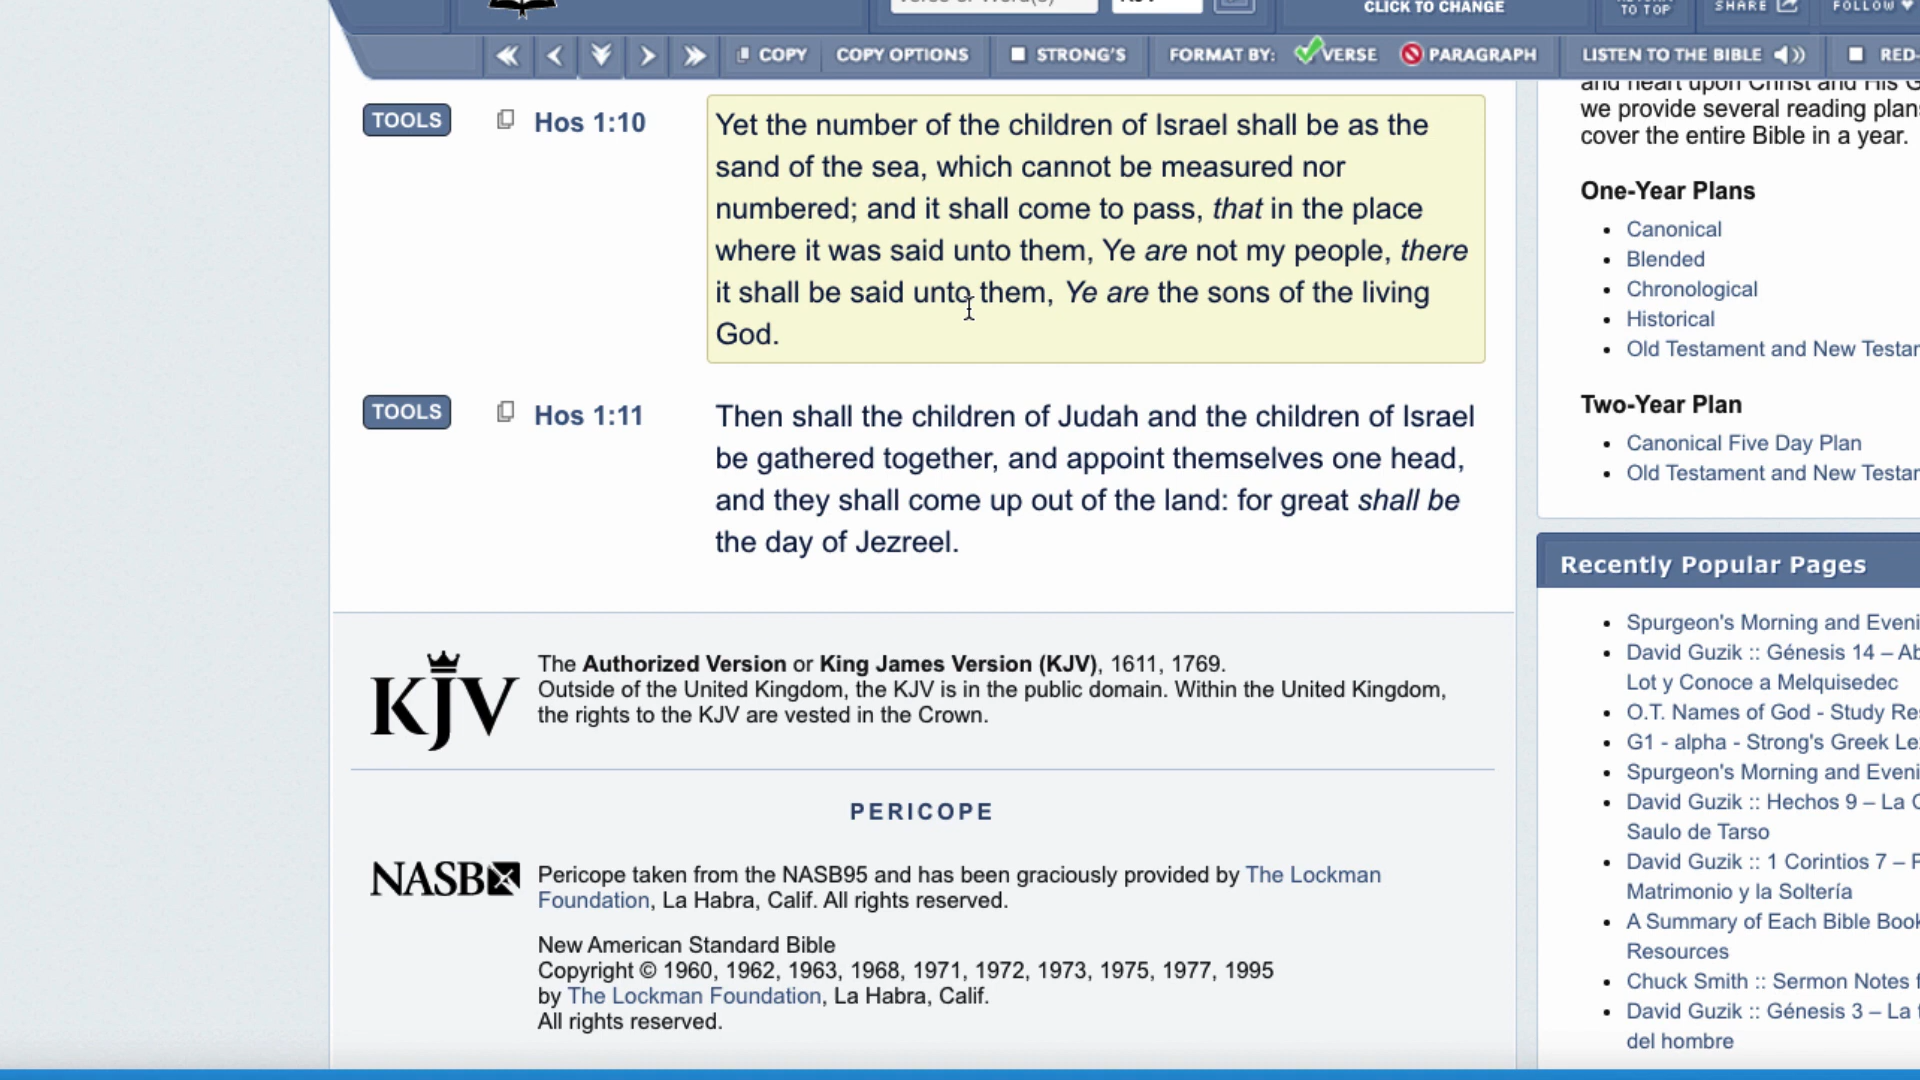 CLICK TO CHANGE
TO TOP
SHARE
FOLLOW
COPY
COPY OPTIONS
STRONG'S
FORMAT BY:
VERSE
PARAGRAPH
LISTEN TO THE BIBLE
RED-
TOOLS
Hos 1:10
Yet the number of the children of Israel shall be as the
sand of the sea, which cannot be measured nor
numbered; and it shall come to pass, that in the place
where it was said unto them, Ye are not my people, there
it shall be said unto them, Ye are the sons of the living
God.
TOOLS
Hos 1:11
Then shall the children of Judah and the children of Israel
be gathered together, and appoint themselves one head,
and they shall come up out of the land: for great shall be
the day of Jezreel.
KJV
The Authorized Version or King James Version (KJV), 1611, 1769.
Outside of the United Kingdom, the KJV is in the public domain. Within the United Kingdom,
the rights to the KJV are vested in the Crown.
PERICOPE
NASB
Pericope taken from the NASB95 and has been graciously provided by The Lockman
Foundation, La Habra, Calif. All rights reserved.
New American Standard Bible
Copyright © 1960, 1962, 1963, 1968, 1971, 1972, 1973, 1975, 1977, 1995
by The Lockman Foundation, La Habra, Calif.
All rights reserved.
and heart upon Christ and His G
we provide several reading plans
cover the entire Bible in a year.
One-Year Plans
Canonical
Blended
Chronological
Historical
Old Testament and New Testa
Two-Year Plan
Canonical Five Day Plan
Old Testament and New Testa
Recently Popular Pages
Spurgeon's Morning and Eveni
David Guzik :: Génesis 14 – Ab
Lot y Conoce a Melquisedec
O.T. Names of God - Study Res
G1 - alpha - Strong's Greek Le
Spurgeon's Morning and Eveni
David Guzik :: Hechos 9 – La C
Saulo de Tarso
David Guzik :: 1 Corintios 7 – P
Matrimonio y la Soltería
A Summary of Each Bible Book
Resources
Chuck Smith :: Sermon Notes f
David Guzik :: Génesis 3 – La
del hombre